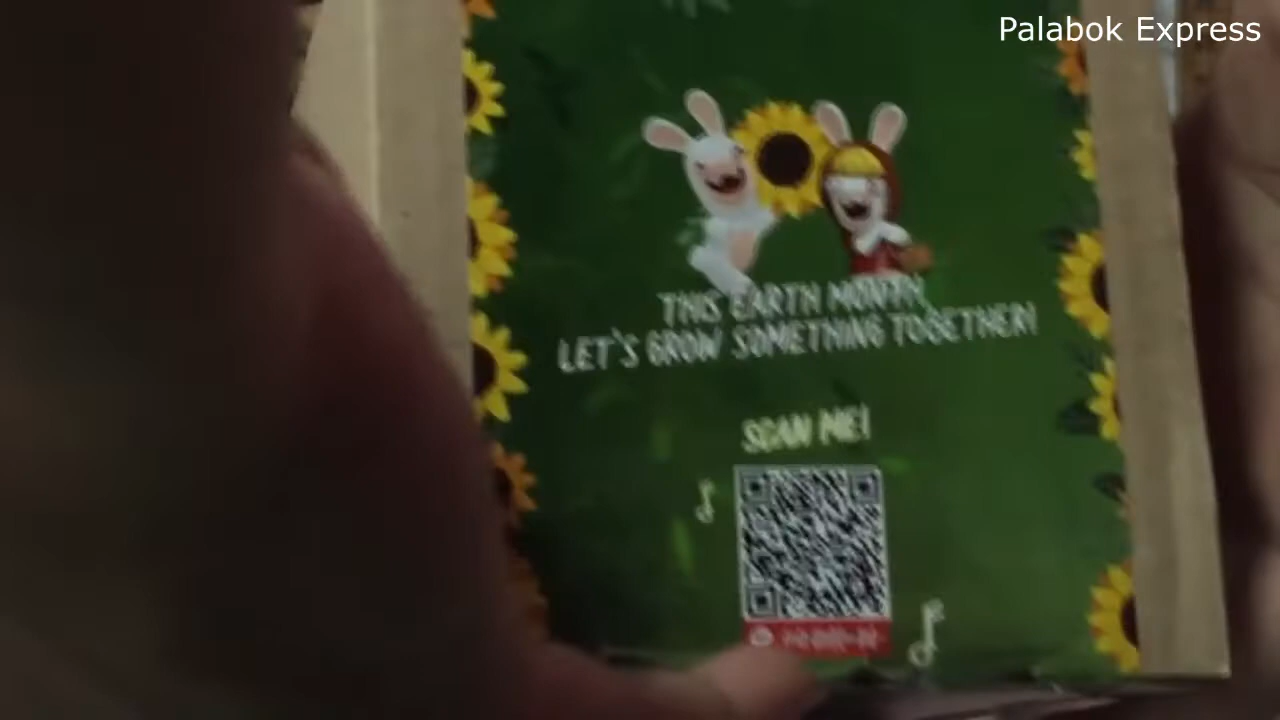 Palabok Express
THIS EARTH MONTH,
LET'S GROW SOMETHING TOGETHER!
SCAN ME!